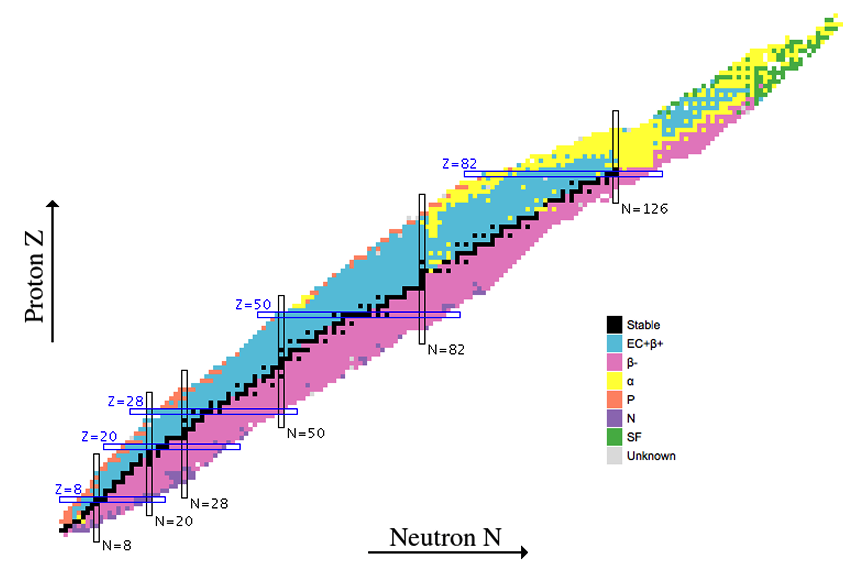 Z=82
N=126
Proton Z
Z=50
N=82
Stable
EC+β+
β-
α
P
N
SF
Unknown
Z=28
N=50
Z=20
Z=8
N=28
N=20
N=8
Neutron N